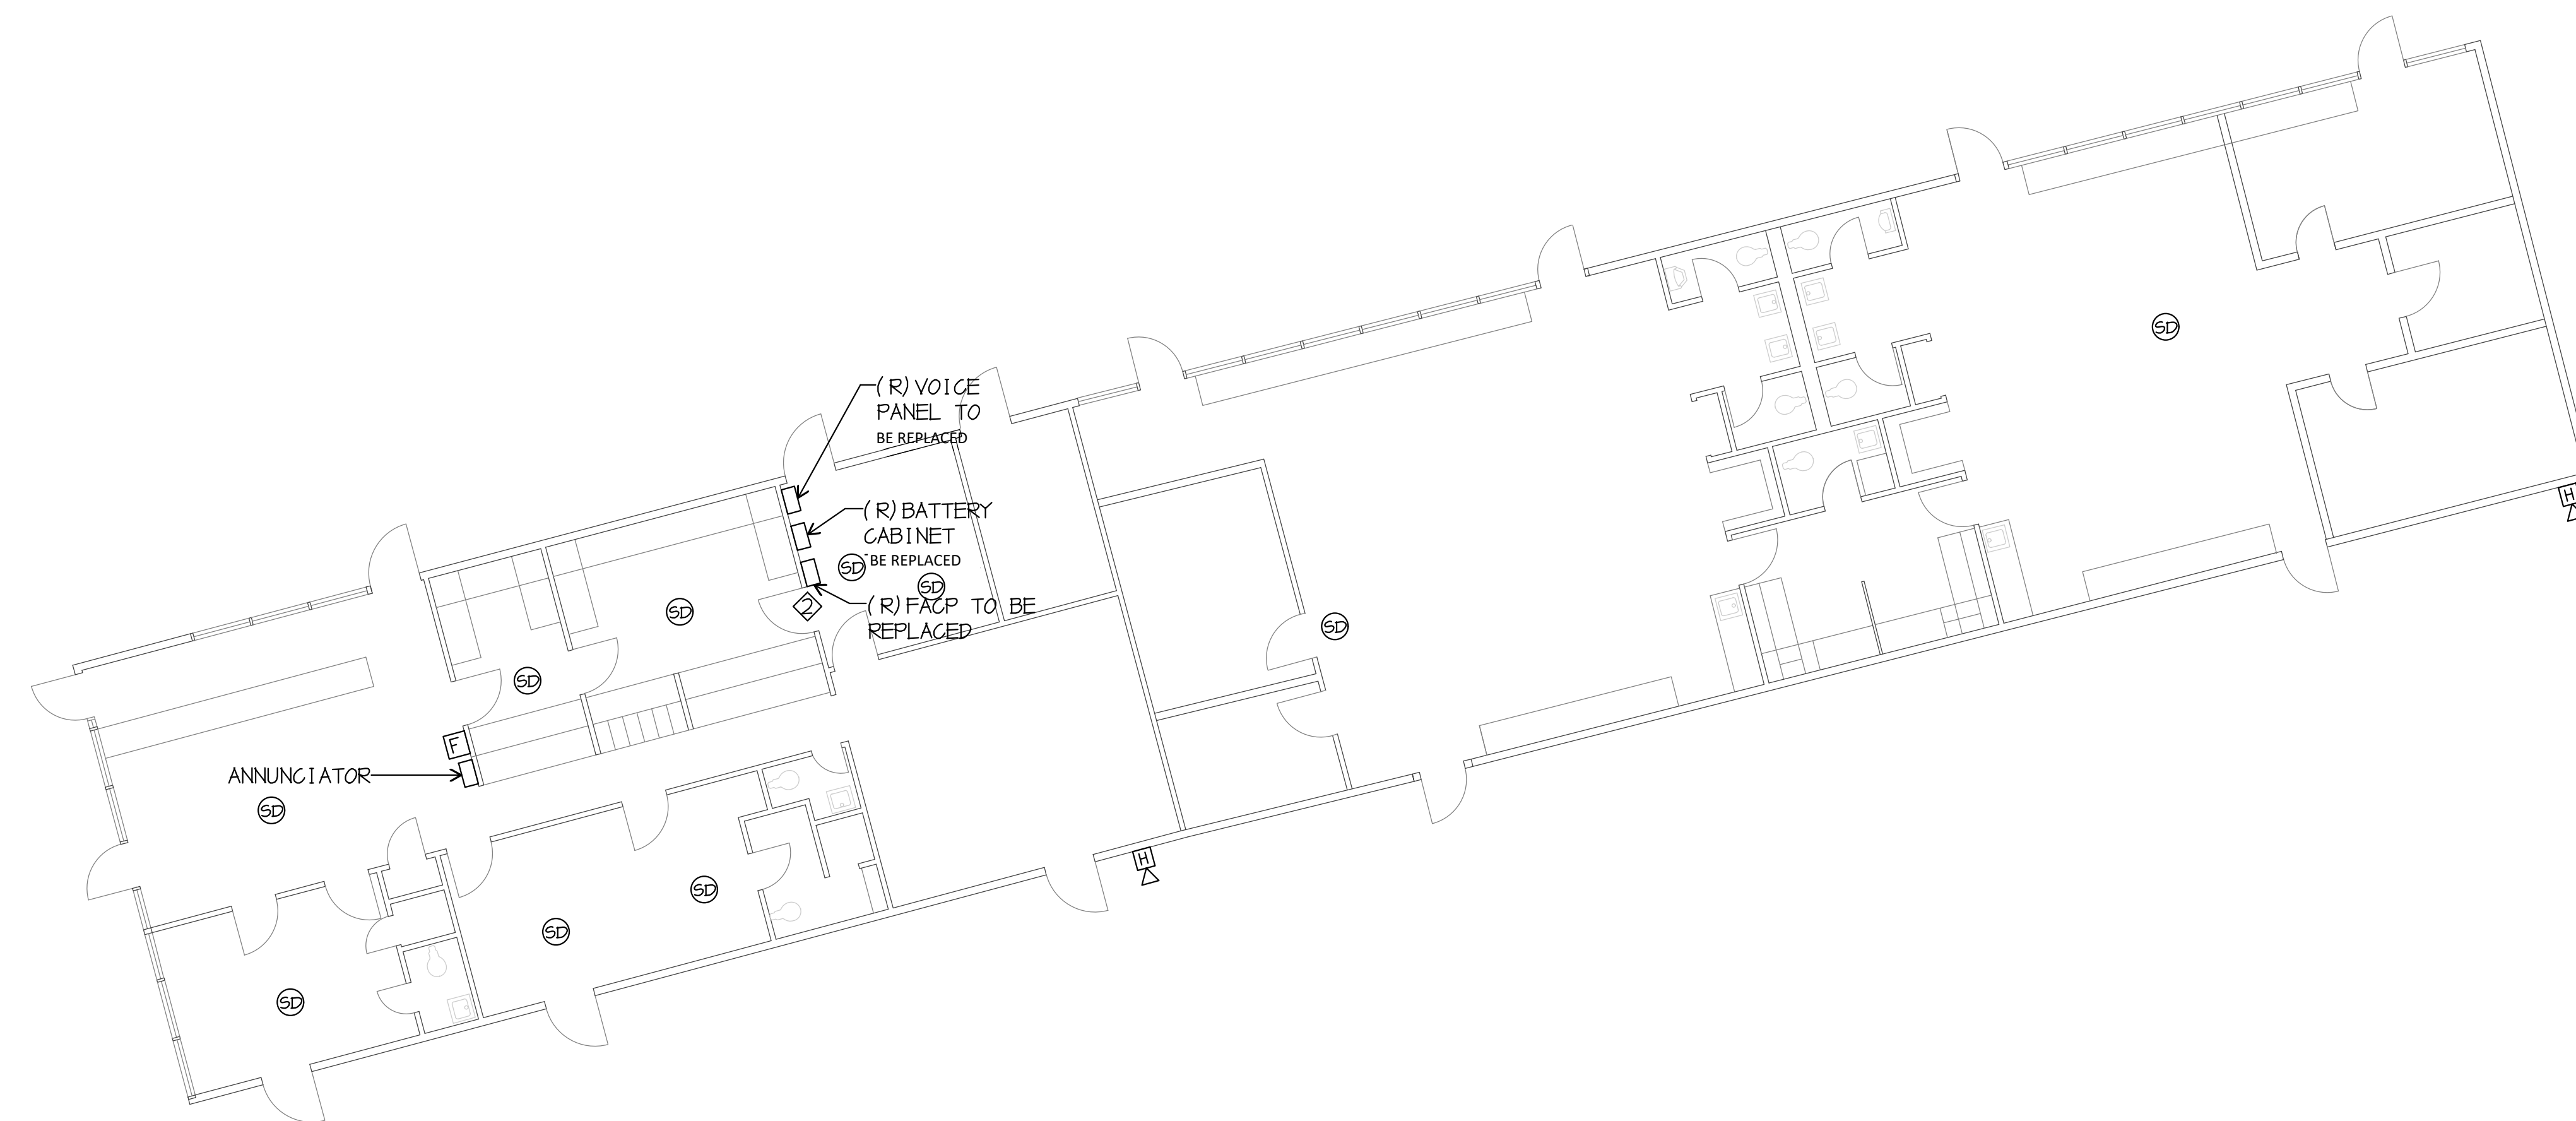 (R)VOICE
PANEL TO
BE REPLACED
(R)BATTERY
CABINET
BE REPLACED
(R)FACP TO BE
REPLACED
2
ANNUNCIATOR
F
SD
SD
SD
SD
SD
SD
SD
SD
SD
SD
SD
H
H